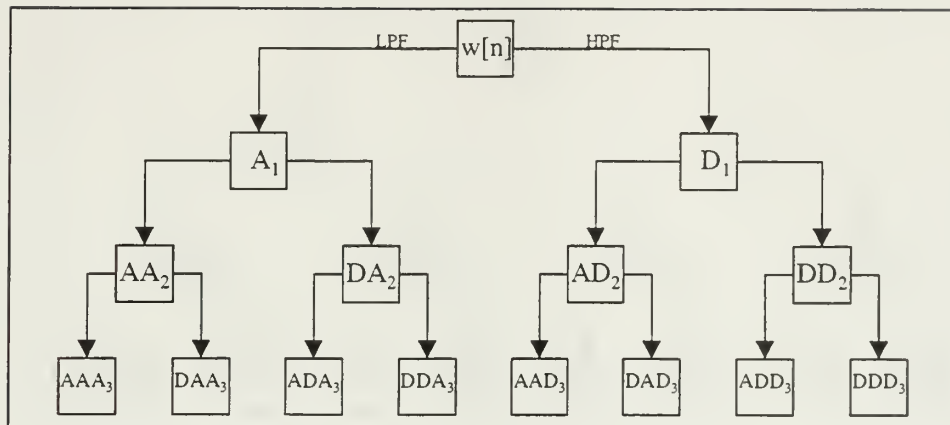 LPF w[n] HPF
A₁ D₁
AA₂ DA₂ AD₂ DD₂
AAA₃ DAA₃ ADA₃ DDA₃ AAD₃ DAD₃ ADD₃ DDD₃